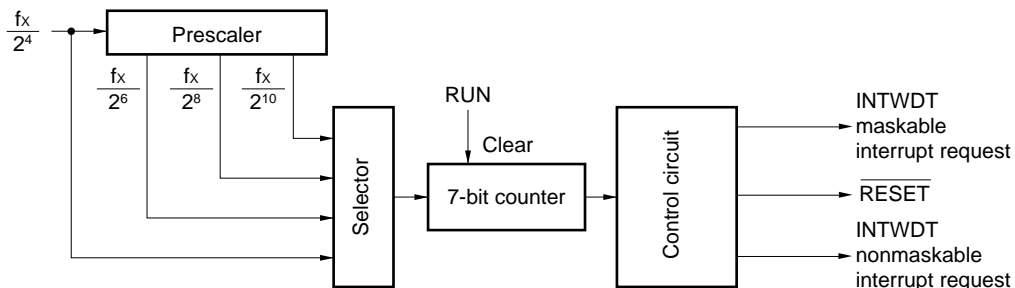 fX
2⁴
Prescaler
fX
2⁶
fX
2⁸
fX
2¹⁰
Selector
RUN
Clear
7-bit counter
Control circuit
INTWDT
maskable
interrupt request
RESET
INTWDT
nonmaskable
interrupt request